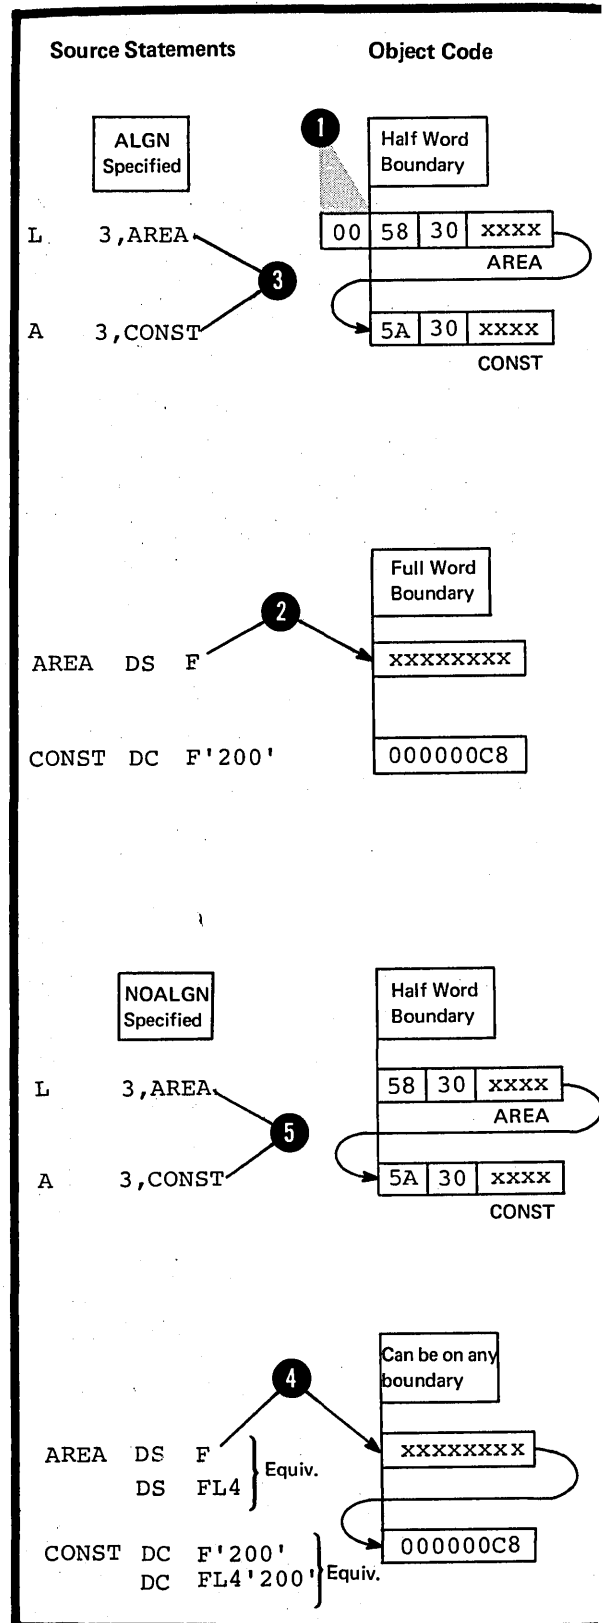 Source Statements Object Code
ALGN
Specified
1
Half Word
Boundary
L 3,AREA 00 58 30 xxxx
AREA
3
A 3,CONST 5A 30 xxxx
CONST
Full Word
Boundary
2
AREA DS F xxxxxxxx
CONST DC F'200' 000000C8
NOALGN
Specified
Half Word
Boundary
L 3,AREA 58 30 xxxx
AREA
5
A 3,CONST 5A 30 xxxx
CONST
Can be on any
boundary
4
AREA DS F xxxxxxxx
DS FL4 Equiv.
CONST DC F'200' 000000C8
DC FL4'200' Equiv.